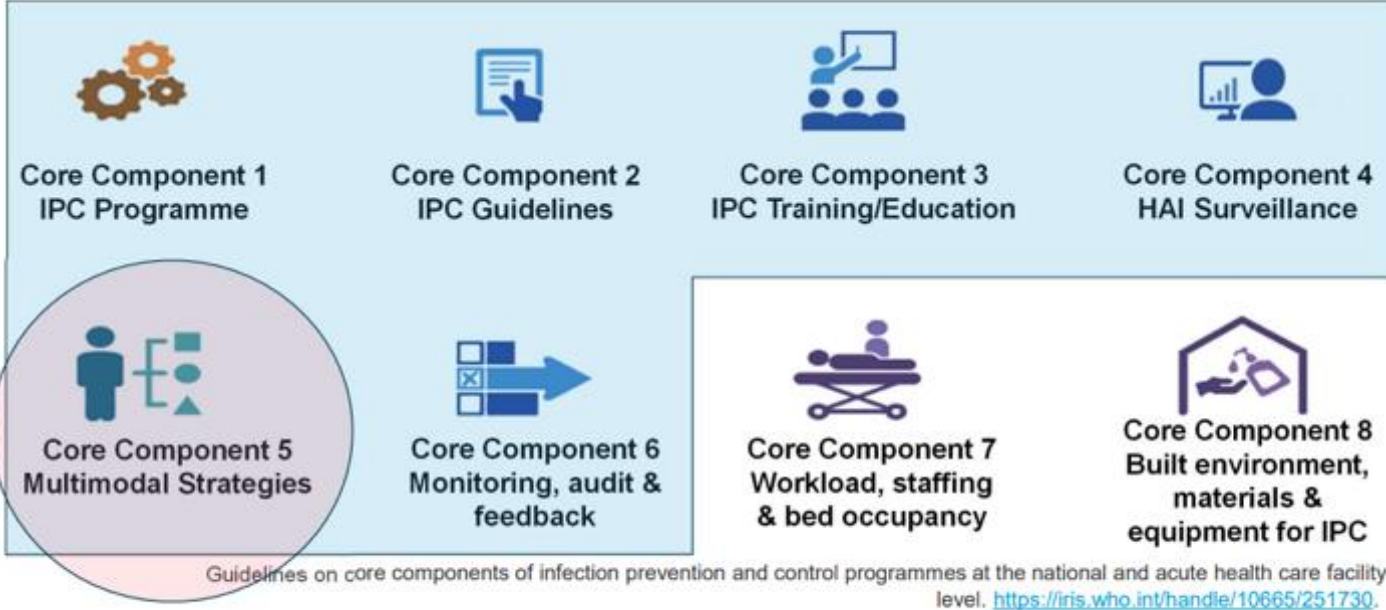 Core Component 1
IPC Programme
Core Component 2
IPC Guidelines
Core Component 3
IPC Training/Education
Core Component 4
HAI Surveillance
Core Component 5
Multimodal Strategies
Core Component 6
Monitoring, audit &
feedback
Core Component 7
Workload, staffing
& bed occupancy
Core Component 8
Built environment,
materials &
equipment for IPC
Guidelines on core components of infection prevention and control programmes at the national and acute health care facility
level. https://iris.who.int/handle/10665/251730.